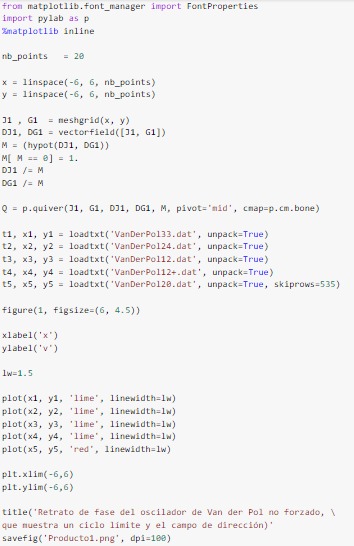 from matplotlib.font_manager import FontProperties
import pylab as p
%matplotlib inline
nb_points   = 20
x = linspace(-6, 6, nb_points)
y = linspace(-6, 6, nb_points)
J1 , G1  = meshgrid(x, y)
DJ1, DG1 = vectorfield([J1, G1])
M = (hypot(DJ1, DG1))
M[ M == 0] = 1.
DJ1 /= M
DG1 /= M
Q = p.quiver(J1, G1, DJ1, DG1, M, pivot='mid', cmap=p.cm.bone)
t1, x1, y1 = loadtxt('VanDerPol33.dat', unpack=True)
t2, x2, y2 = loadtxt('VanDerPol24.dat', unpack=True)
t3, x3, y3 = loadtxt('VanDerPol12.dat', unpack=True)
t4, x4, y4 = loadtxt('VanDerPol12+.dat', unpack=True)
t5, x5, y5 = loadtxt('VanDerPol20.dat', unpack=True, skiprows=535)
figure(1, figsize=(6, 4.5))
xlabel('x')
ylabel('v')
lw=1.5
plot(x1, y1, 'lime', linewidth=lw)
plot(x2, y2, 'lime', linewidth=lw)
plot(x3, y3, 'lime', linewidth=lw)
plot(x4, y4, 'lime', linewidth=lw)
plot(x5, y5, 'red', linewidth=lw)
plt.xlim(-6,6)
plt.ylim(-6,6)
title('Retrato de fase del oscilador de Van der Pol no forzado, \
que muestra un ciclo limite y el campo de dirección)'
savefig('Producto1.png', dpi=100)